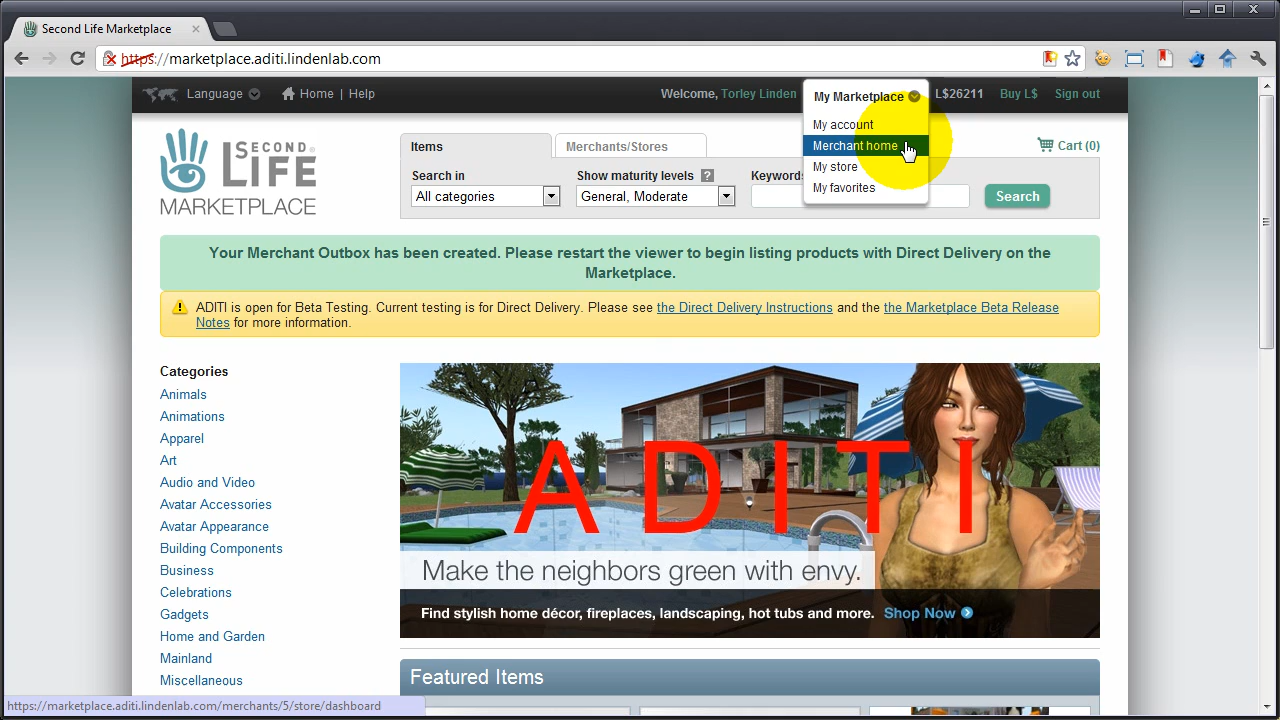 Second Life Marketplace
https://marketplace.aditi.lindenlab.com
Language
Home | Help
Welcome, Torley Linden
My Marketplace
L$26211
Buy L$
Sign out
My account
Merchant home
My store
My favorites
SECOND LIFE
MARKETPLACE
Items
Merchants/Stores
Cart (0)
Search in
Show maturity levels ?
All categories
General, Moderate
Search
Your Merchant Outbox has been created. Please restart the viewer to begin listing products with Direct Delivery on the
Marketplace.
ADITI is open for Beta Testing. Current testing is for Direct Delivery. Please see the Direct Delivery Instructions and the the Marketplace Beta Release
Notes for more information.
Categories
Animals
Animations
Apparel
Art
Audio and Video
Avatar Accessories
Avatar Appearance
Building Components
Business
Celebrations
Gadgets
Home and Garden
Mainland
Miscellaneous
A D I T I
Make the neighbors green with envy.
Find stylish home décor, fireplaces, landscaping, hot tubs and more. Shop Now
Featured Items
https://marketplace.aditi.lindenlab.com/merchants/5/store/dashboard